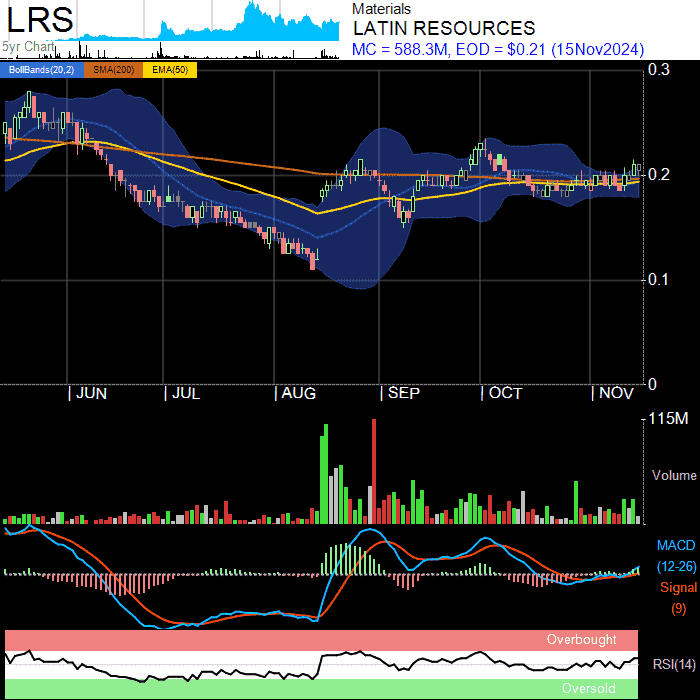 LRS
5yr Chart
Materials
LATIN RESOURCES
MC = 588.3M, EOD = $0.21 (15Nov2024)
BollBands(20,2) SMA(200) EMA(50)
0.3
0.2
0.1
0
JUN JUL AUG SEP OCT NOV
115M
Volume
MACD
(12-26)
Signal
(9)
Overbought
RSI(14)
Oversold